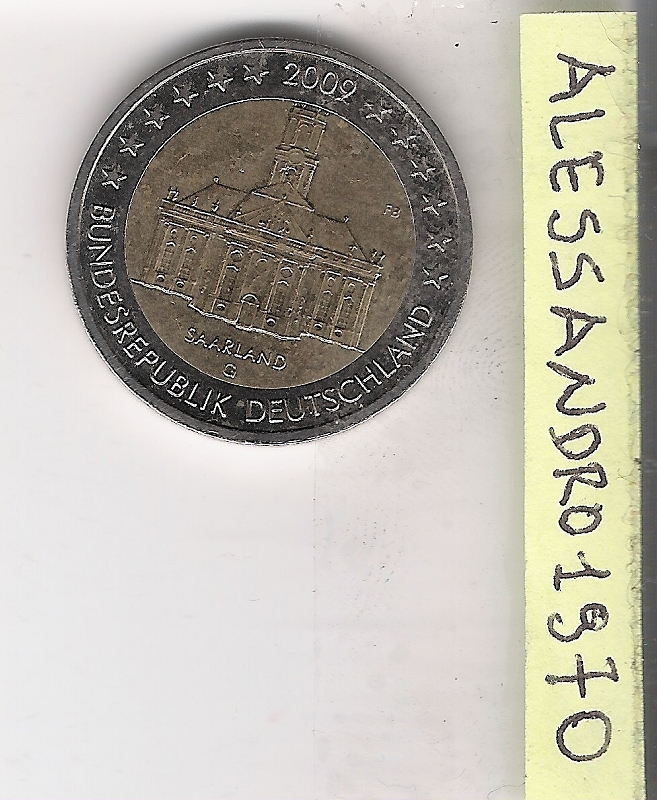 2009
FB
SAARLAND
G
BUNDESREPUBLIK DEUTSCHLAND
ALESSANDRO1970